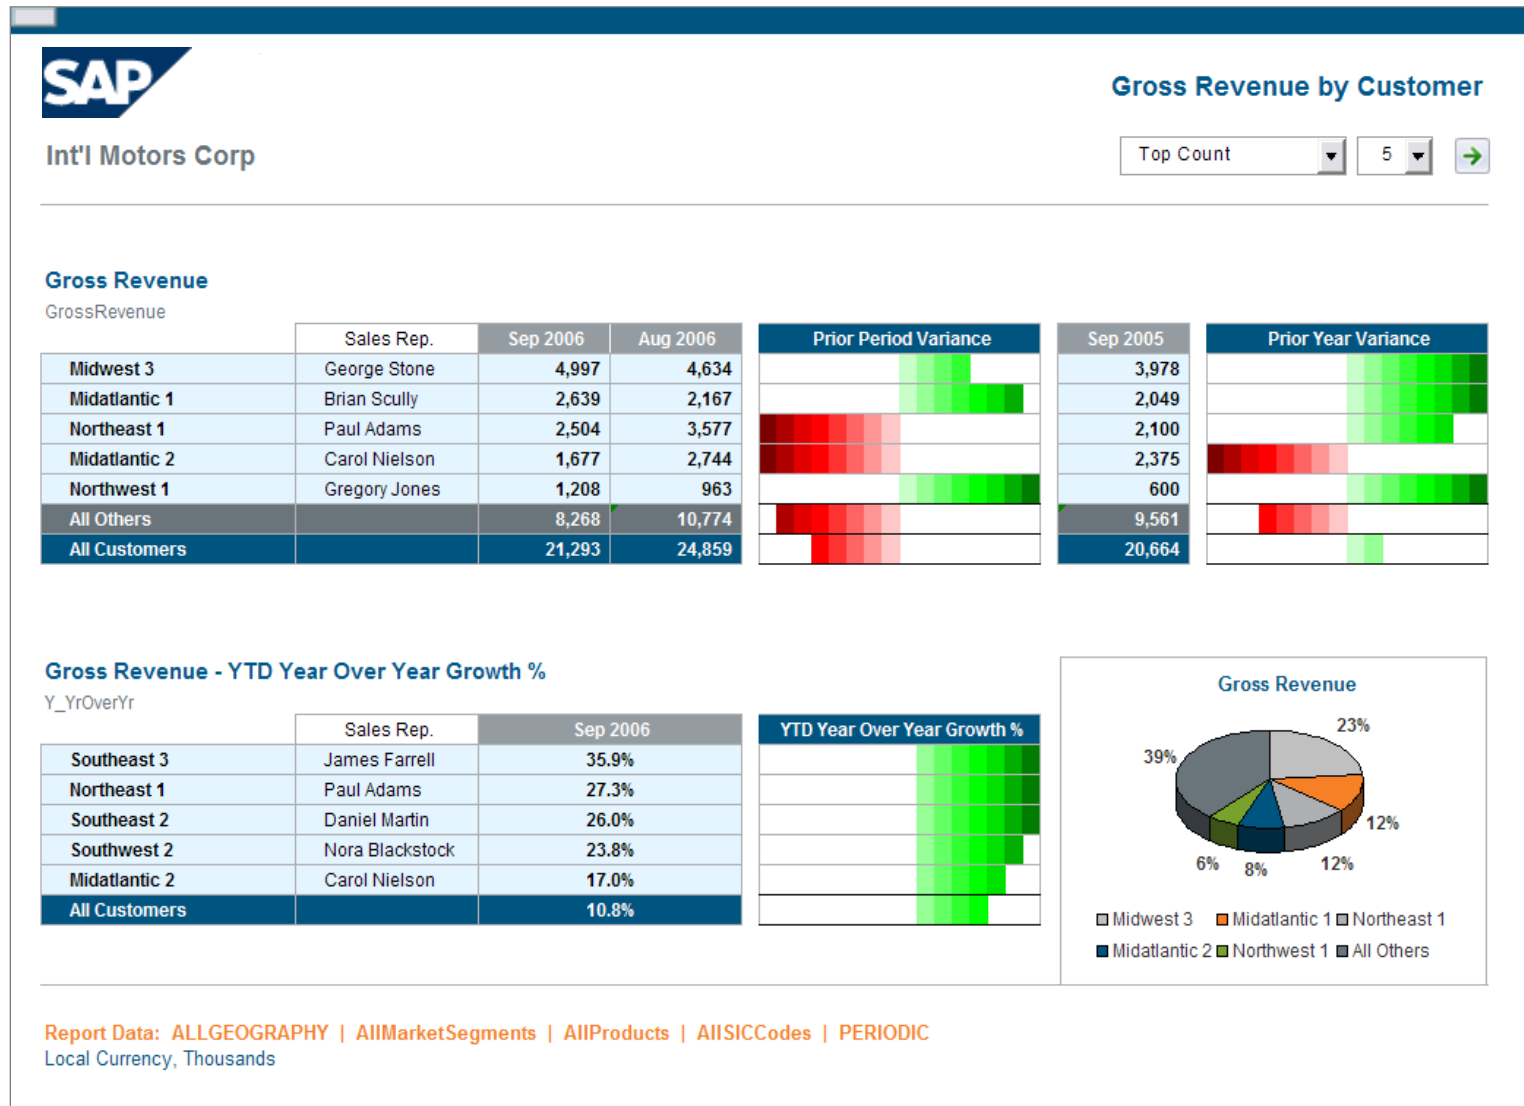 SAP
Gross Revenue by Customer
Int'l Motors Corp
Top Count 5
Gross Revenue
GrossRevenue
Sales Rep. Sep 2006 Aug 2006 Prior Period Variance Sep 2005 Prior Year Variance
Midwest 3 George Stone 4,997 4,634 3,978
Midatlantic 1 Brian Scully 2,639 2,167 2,049
Northeast 1 Paul Adams 2,504 3,577 2,100
Midatlantic 2 Carol Nielson 1,677 2,744 2,375
Northwest 1 Gregory Jones 1,208 963 600
All Others 8,268 10,774 9,561
All Customers 21,293 24,859 20,664
Gross Revenue - YTD Year Over Year Growth %
Y_YrOverYr
Sales Rep. Sep 2006 YTD Year Over Year Growth %
Southeast 3 James Farrell 35.9%
Northeast 1 Paul Adams 27.3%
Southeast 2 Daniel Martin 26.0%
Southwest 2 Nora Blackstock 23.8%
Midatlantic 2 Carol Nielson 17.0%
All Customers 10.8%
Gross Revenue
23%
39%
12%
6% 8% 12%
Midwest 3 Midatlantic 1 Northeast 1
Midatlantic 2 Northwest 1 All Others
Report Data: ALLGEOGRAPHY | AllMarketSegments | AllProducts | AllSICCodes | PERIODIC
Local Currency, Thousands